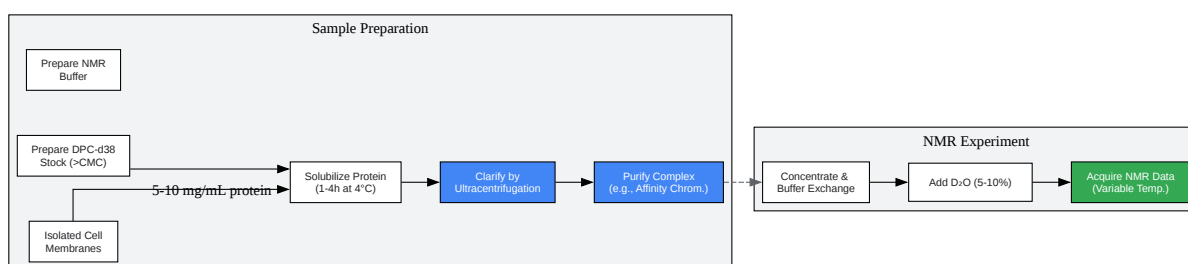 Sample Preparation
Prepare NMR
Buffer
Prepare DPC-d38
Stock (>CMC)
5-10 mg/mL protein
Isolated Cell
Membranes
Solubilize Protein
(1-4h at 4°C)
Clarify by
Ultracentrifugation
Purify Complex
(e.g., Affinity Chrom.)
NMR Experiment
Concentrate &
Buffer Exchange
Add D₂O (5-10%)
Acquire NMR Data
(Variable Temp.)